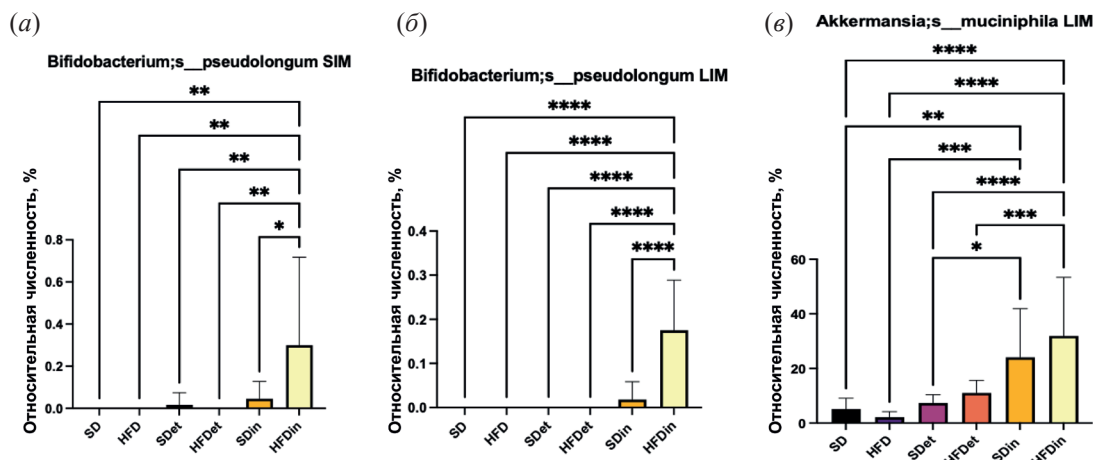 (а)
Bifidobacterium;s__pseudolongum SIM
**
**
**
**
*
Относительная численность, %
0.8
0.6
0.4
0.2
0.0
SD
HFD
SDet
HFDet
SDin
HFDin
(б)
Bifidobacterium;s__pseudolongum LIM
****
****
****
****
****
Относительная численность, %
0.4
0.3
0.2
0.1
0.0
SD
HFD
SDet
HFDet
SDin
HFDin
(в)
Akkermansia;s__muciniphila LIM
****
****
**
***
****
***
*
Относительная численность, %
60
40
20
0
SD
HFD
SDet
HFDet
SDin
HFDin